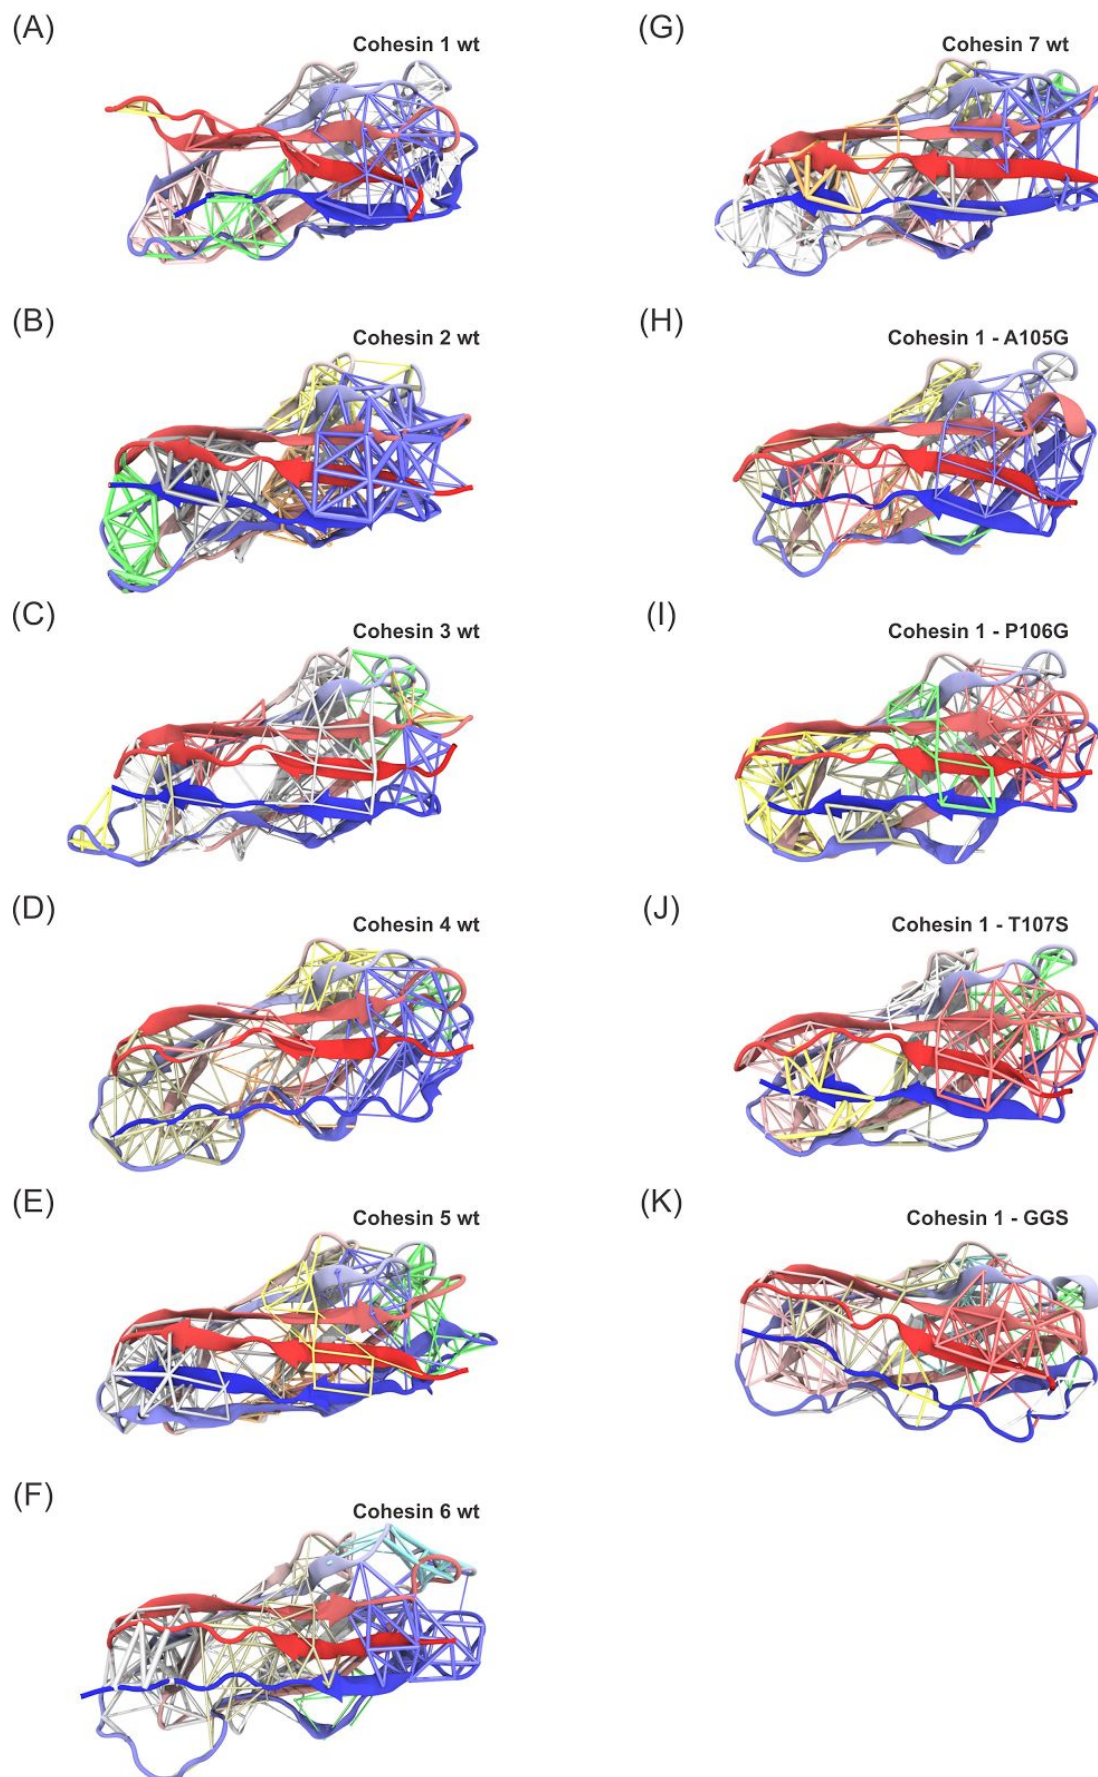 (A)
Cohesin 1 wt
(B)
Cohesin 2 wt
(C)
Cohesin 3 wt
(D)
Cohesin 4 wt
(E)
Cohesin 5 wt
(F)
Cohesin 6 wt
(G)
Cohesin 7 wt
(H)
Cohesin 1 - A105G
(I)
Cohesin 1 - P106G
(J)
Cohesin 1 - T107S
(K)
Cohesin 1 - GGS